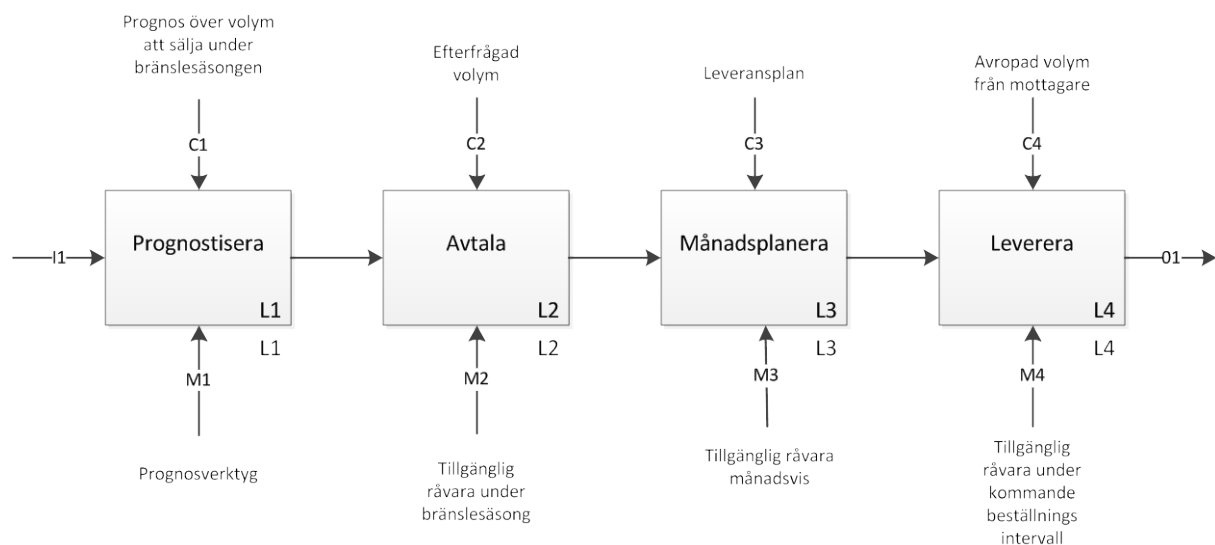 Prognos över volym
att sälja under
bränslesäsongen
Efterfrågad
volym
Leveransplan
Avropad volym
från mottagare
C1
C2
C3
C4
I1
Prognostisera
L1
Avtala
L2
Månadsplanera
L3
Leverera
L4
01
L1
L2
L3
L4
M1
M2
M3
M4
Prognosverktyg
Tillgänglig
råvara under
bränslesäsong
Tillgänglig råvara
månadsvis
Tillgänglig
råvara under
kommande
beställnings
intervall